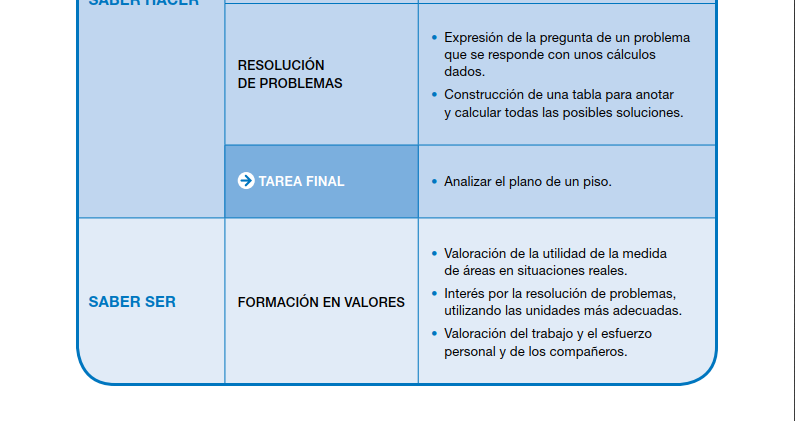 SABER HACER
RESOLUCIÓN
DE PROBLEMAS
• Expresión de la pregunta de un problema
que se responde con unos cálculos
dados.
• Construcción de una tabla para anotar
y calcular todas las posibles soluciones.
TAREA FINAL
• Analizar el plano de un piso.
SABER SER
FORMACIÓN EN VALORES
• Valoración de la utilidad de la medida
de áreas en situaciones reales.
• Interés por la resolución de problemas,
utilizando las unidades más adecuadas.
• Valoración del trabajo y el esfuerzo
personal y de los compañeros.